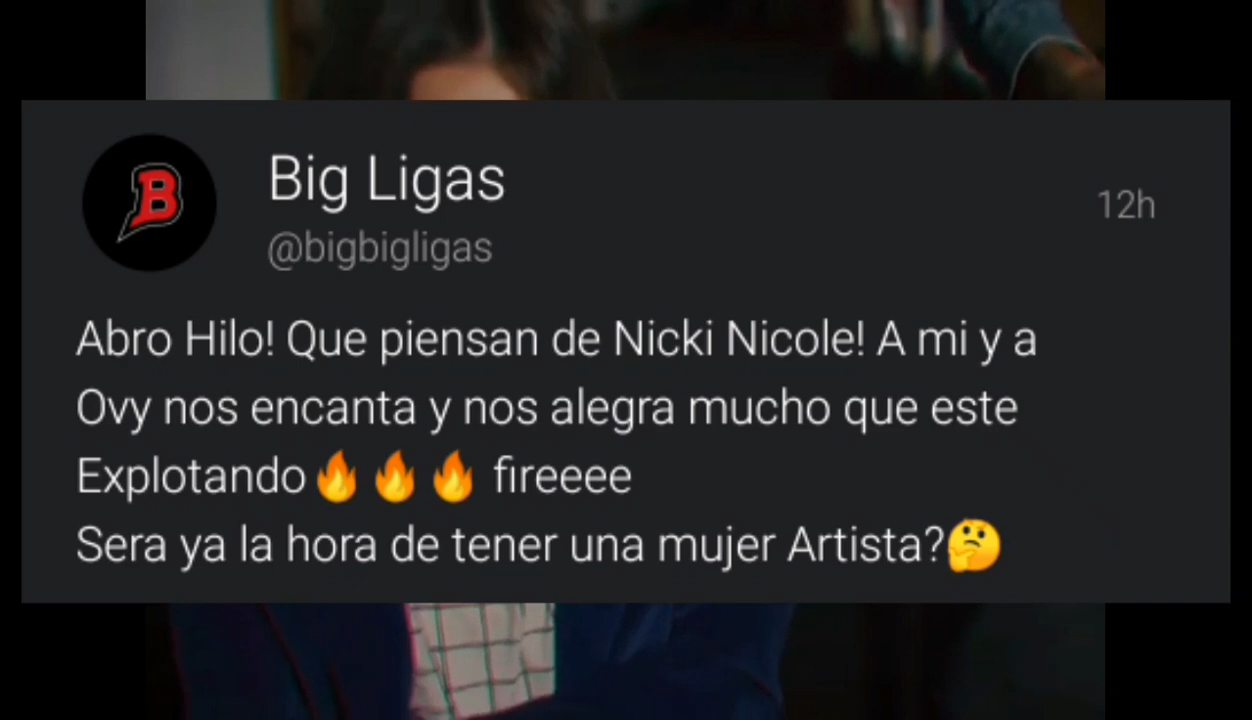 B
Big Ligas
12h
@bigbigligas
Abro Hilo! Que piensan de Nicki Nicole! A mi y a
Ovy nos encanta y nos alegra mucho que este
Explotando🔥🔥🔥 fireeee
Sera ya la hora de tener una mujer Artista?🤔